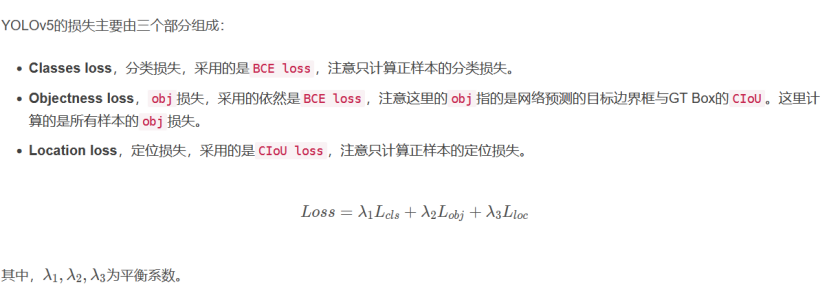 YOLOv5的损失主要由三个部分组成：
• Classes loss，分类损失，采用的是 BCE loss ，注意只计算正样本的分类损失。
• Objectness loss， obj 损失，采用的依然是 BCE loss ，注意这里的 obj 指的是网络预测的目标边界框与GT Box的 CIoU 。这里计
算的是所有样本的 obj 损失。
• Location loss，定位损失，采用的是 CIoU loss ，注意只计算正样本的定位损失。
Loss = λ₁L_cls + λ₂L_obj + λ₃L_loc
其中，λ₁, λ₂, λ₃为平衡系数。